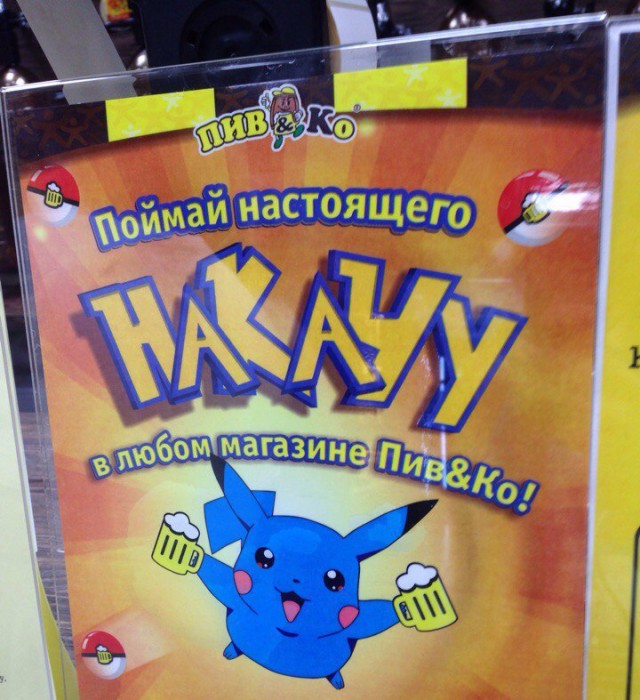 ПИВ&Ко®
Поймай настоящего
НАКАЧУ
в любом магазине Пив&Ко!